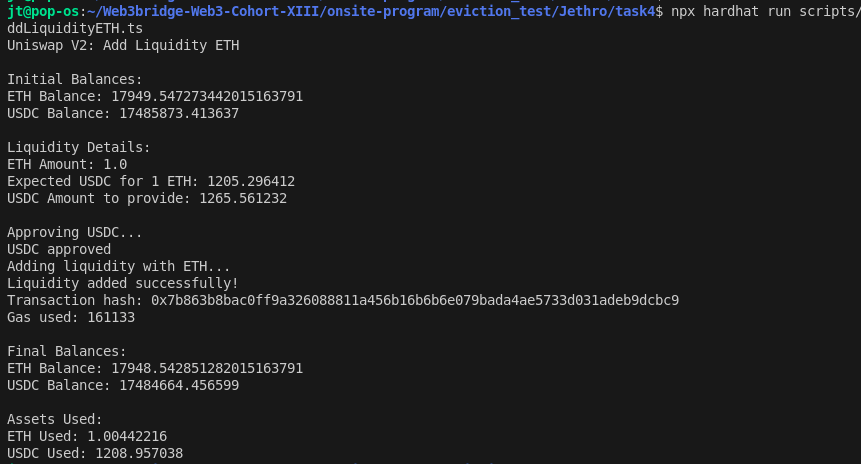 jt@pop-os:~/Web3bridge-Web3-Cohort-XIII/onsite-program/eviction_test/Jethro/task4$ npx hardhat run scripts/
ddLiquidityETH.ts
Uniswap V2: Add Liquidity ETH
Initial Balances:
ETH Balance: 17949.547273442015163791
USDC Balance: 17485873.413637
Liquidity Details:
ETH Amount: 1.0
Expected USDC for 1 ETH: 1205.296412
USDC Amount to provide: 1265.561232
Approving USDC...
USDC approved
Adding liquidity with ETH...
Liquidity added successfully!
Transaction hash: 0x7b863b8bac0ff9a326088811a456b16b6b6e079bada4ae5733d031adeb9dcbc9
Gas used: 161133
Final Balances:
ETH Balance: 17948.542851282015163791
USDC Balance: 17484664.456599
Assets Used:
ETH Used: 1.00442216
USDC Used: 1208.957038